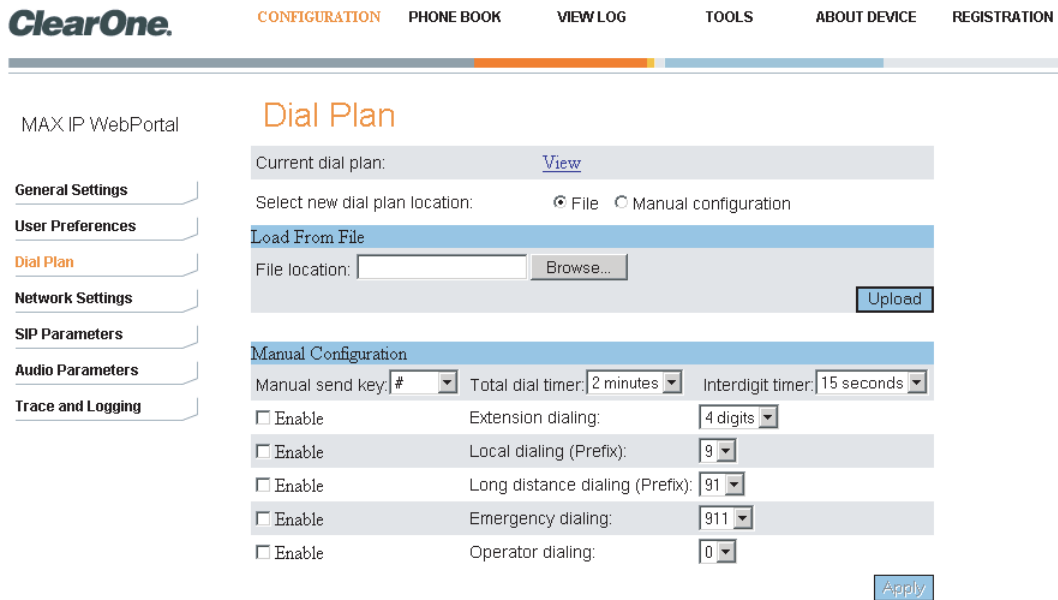 ClearOne.
CONFIGURATION PHONE BOOK VIEW LOG TOOLS ABOUT DEVICE REGISTRATION
MAX IP WebPortal
General Settings
User Preferences
Dial Plan
Network Settings
SIP Parameters
Audio Parameters
Trace and Logging
Dial Plan
Current dial plan: View
Select new dial plan location: File Manual configuration
Load From File
File location: Browse...
Upload
Manual Configuration
Manual send key: # Total dial timer: 2 minutes Interdigit timer: 15 seconds
Enable Extension dialing: 4 digits
Enable Local dialing (Prefix): 9
Enable Long distance dialing (Prefix): 91
Enable Emergency dialing: 911
Enable Operator dialing: 0
Apply